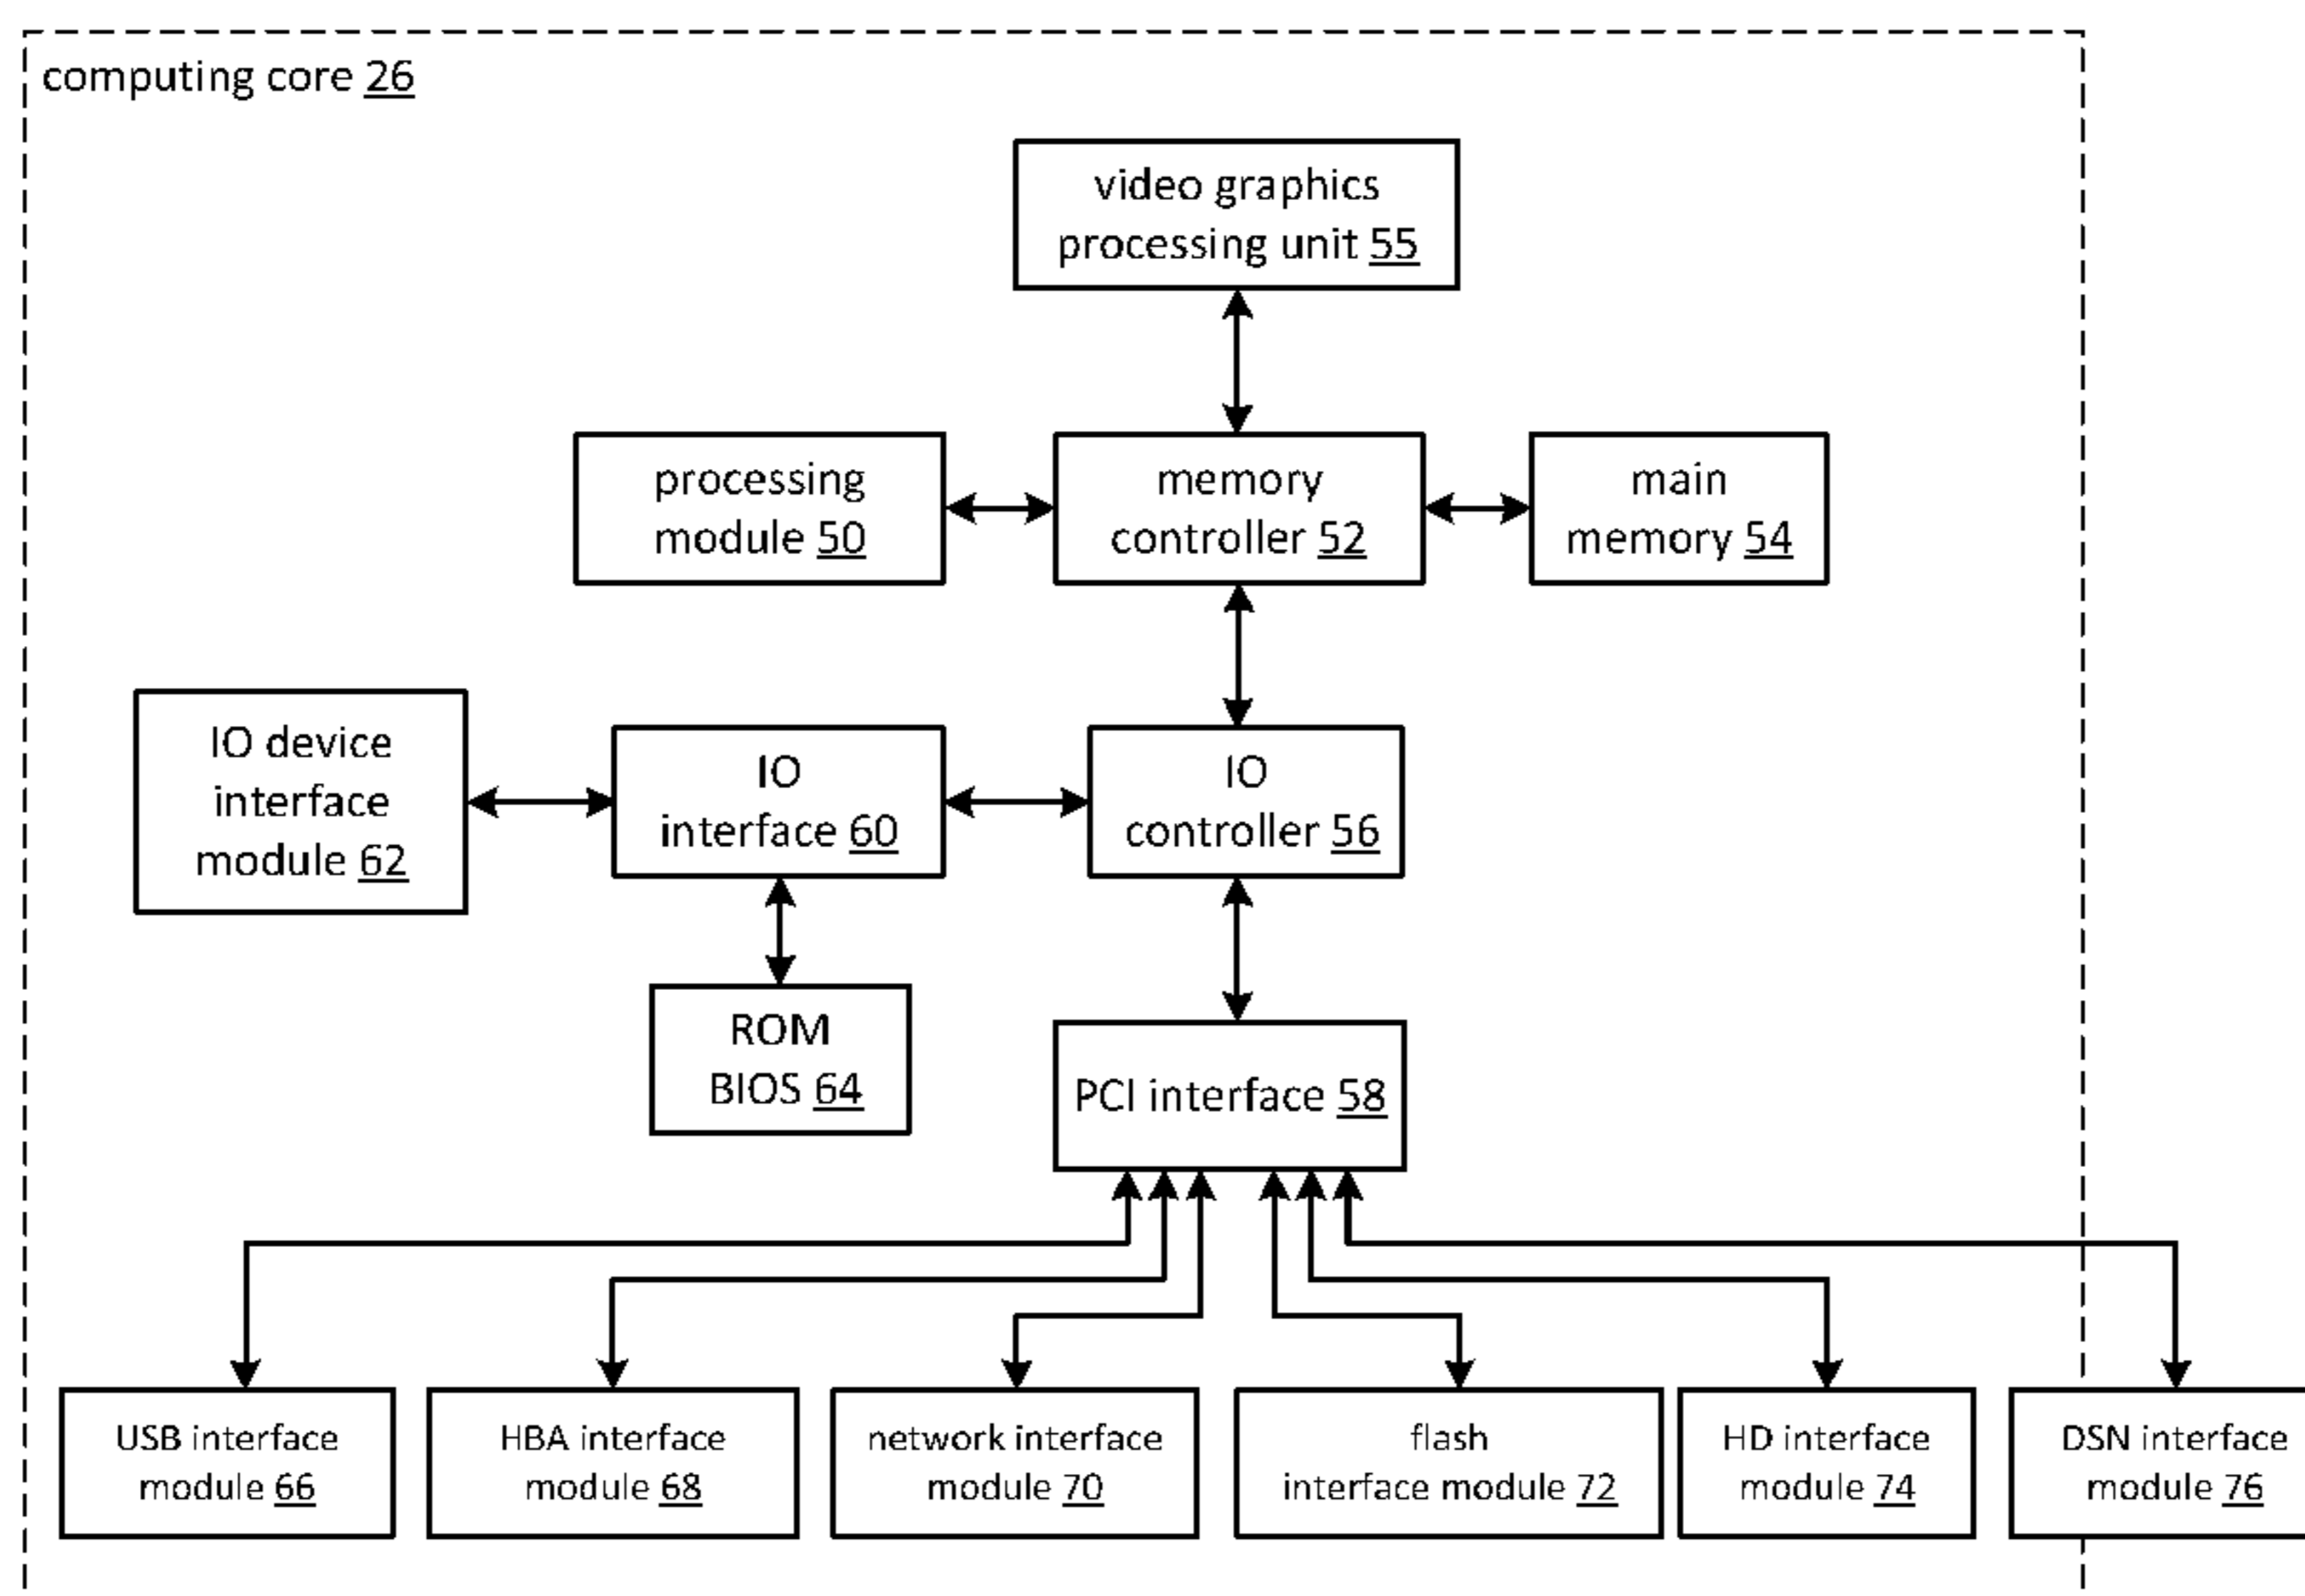 computing core 26
video graphics
processing unit 55
processing
module 50
memory
controller 52
main
memory 54
IO device
interface
module 62
IO
interface 60
IO
controller 56
ROM
BIOS 64
PCI interface 58
USB interface
module 66
HBA interface
module 68
network interface
module 70
flash
interface module 72
HD interface
module 74
DSN interface
module 76